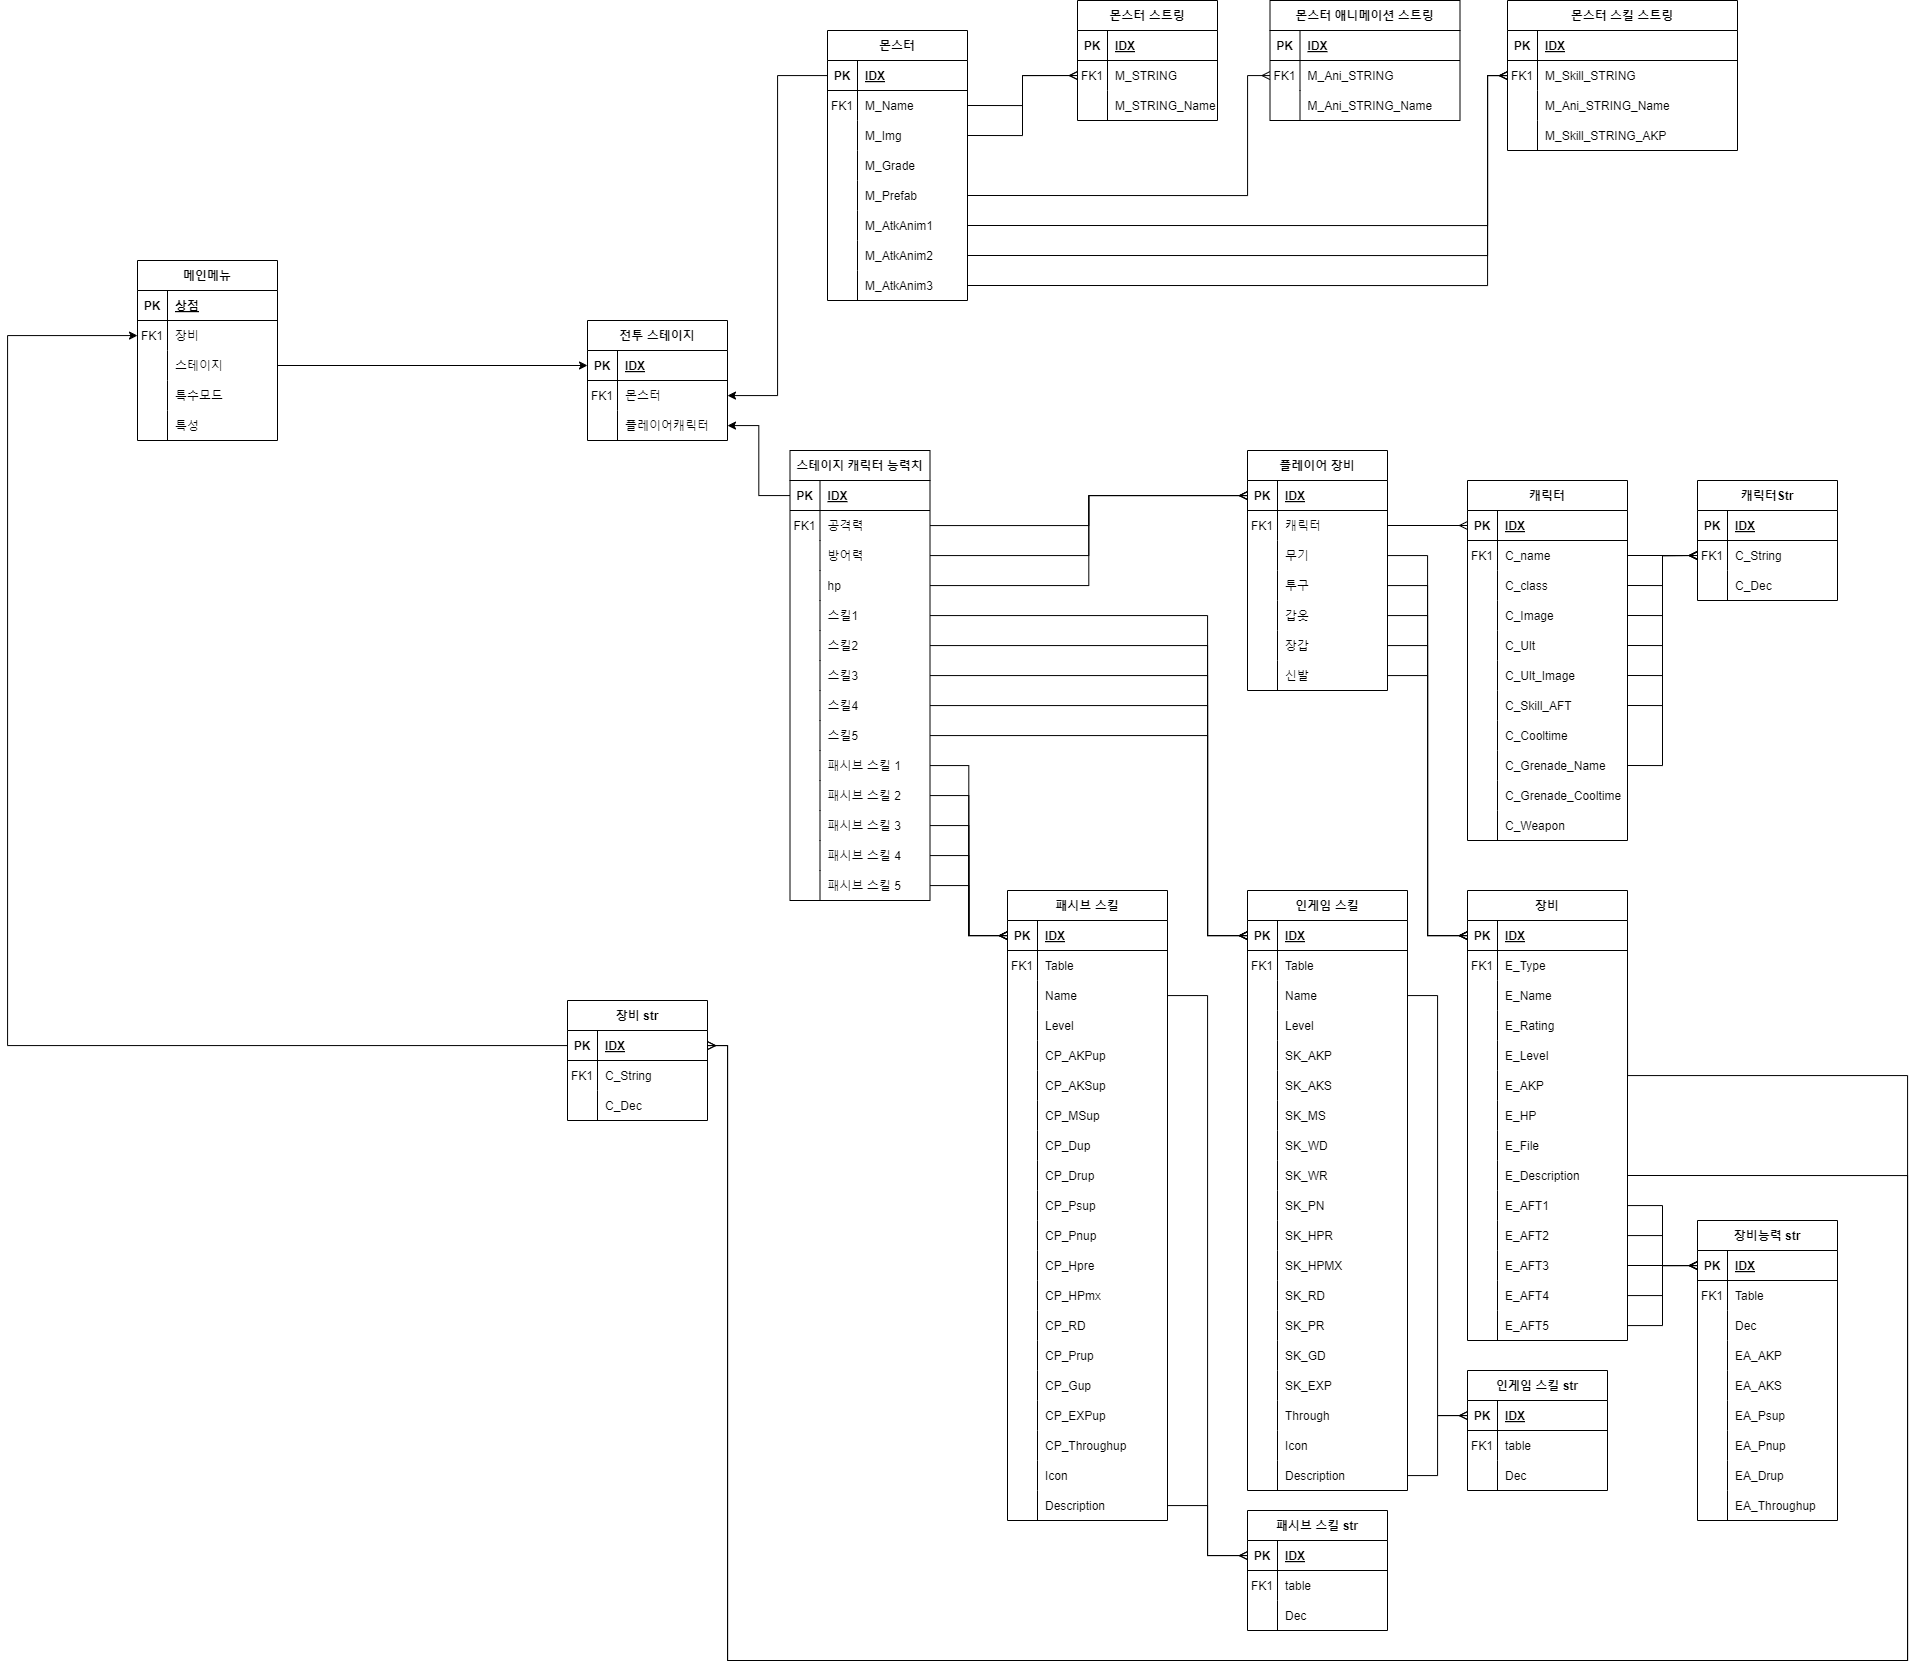 몬스터 스트링
PK IDX
FK1 M_STRING
M_STRING_Name
몬스터 애니메이션 스트링
PK IDX
FK1 M_Ani_STRING
M_Ani_STRING_Name
몬스터 스킬 스트링
PK IDX
FK1 M_Skill_STRING
M_Ani_STRING_Name
M_Skill_STRING_AKP
몬스터
PK IDX
FK1 M_Name
M_Img
M_Grade
M_Prefab
M_AtkAnim1
M_AtkAnim2
M_AtkAnim3
메인메뉴
PK 상점
FK1 장비
스테이지
특수모드
특성
전투 스테이지
PK IDX
FK1 몬스터
플레이어캐릭터
스테이지 캐릭터 능력치
PK IDX
FK1 공격력
방어력
hp
스킬1
스킬2
스킬3
스킬4
스킬5
패시브 스킬 1
패시브 스킬 2
패시브 스킬 3
패시브 스킬 4
패시브 스킬 5
플레이어 장비
PK IDX
FK1 캐릭터
무기
투구
갑옷
장갑
신발
캐릭터
PK IDX
FK1 C_name
C_class
C_Image
C_Ult
C_Ult_Image
C_Skill_AFT
C_Cooltime
C_Grenade_Name
C_Grenade_Cooltime
C_Weapon
캐릭터Str
PK IDX
FK1 C_String
C_Dec
패시브 스킬
PK IDX
FK1 Table
Name
Level
CP_AKPup
CP_AKSup
CP_MSup
CP_Dup
CP_Drup
CP_Psup
CP_Pnup
CP_Hpre
CP_HPmx
CP_RD
CP_Prup
CP_Gup
CP_EXPup
CP_Throughup
Icon
Description
인게임 스킬
PK IDX
FK1 Table
Name
Level
SK_AKP
SK_AKS
SK_MS
SK_WD
SK_WR
SK_PN
SK_HPR
SK_HPMX
SK_RD
SK_PR
SK_GD
SK_EXP
Through
Icon
Description
장비
PK IDX
FK1 E_Type
E_Name
E_Rating
E_Level
E_AKP
E_HP
E_File
E_Description
E_AFT1
E_AFT2
E_AFT3
E_AFT4
E_AFT5
장비 str
PK IDX
FK1 C_String
C_Dec
장비능력 str
PK IDX
FK1 Table
Dec
EA_AKP
EA_AKS
EA_Psup
EA_Pnup
EA_Drup
EA_Throughup
인게임 스킬 str
PK IDX
FK1 table
Dec
패시브 스킬 str
PK IDX
FK1 table
Dec